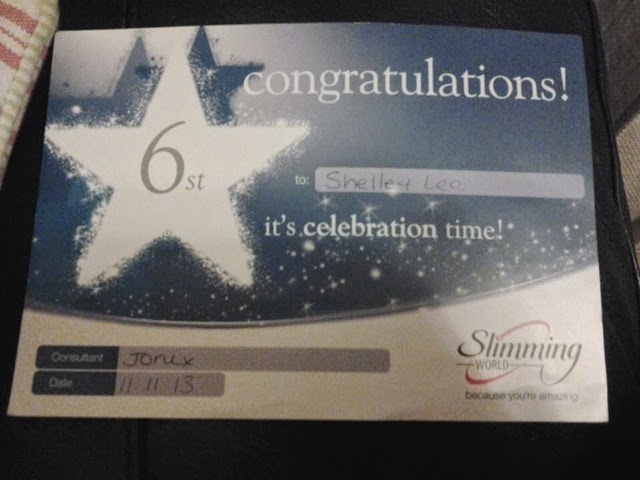 congratulations!
6st
to: Shelley Lee
it's celebration time!
Consultant
Date 11 11 13
Slimming
WORLD
because you're amazing